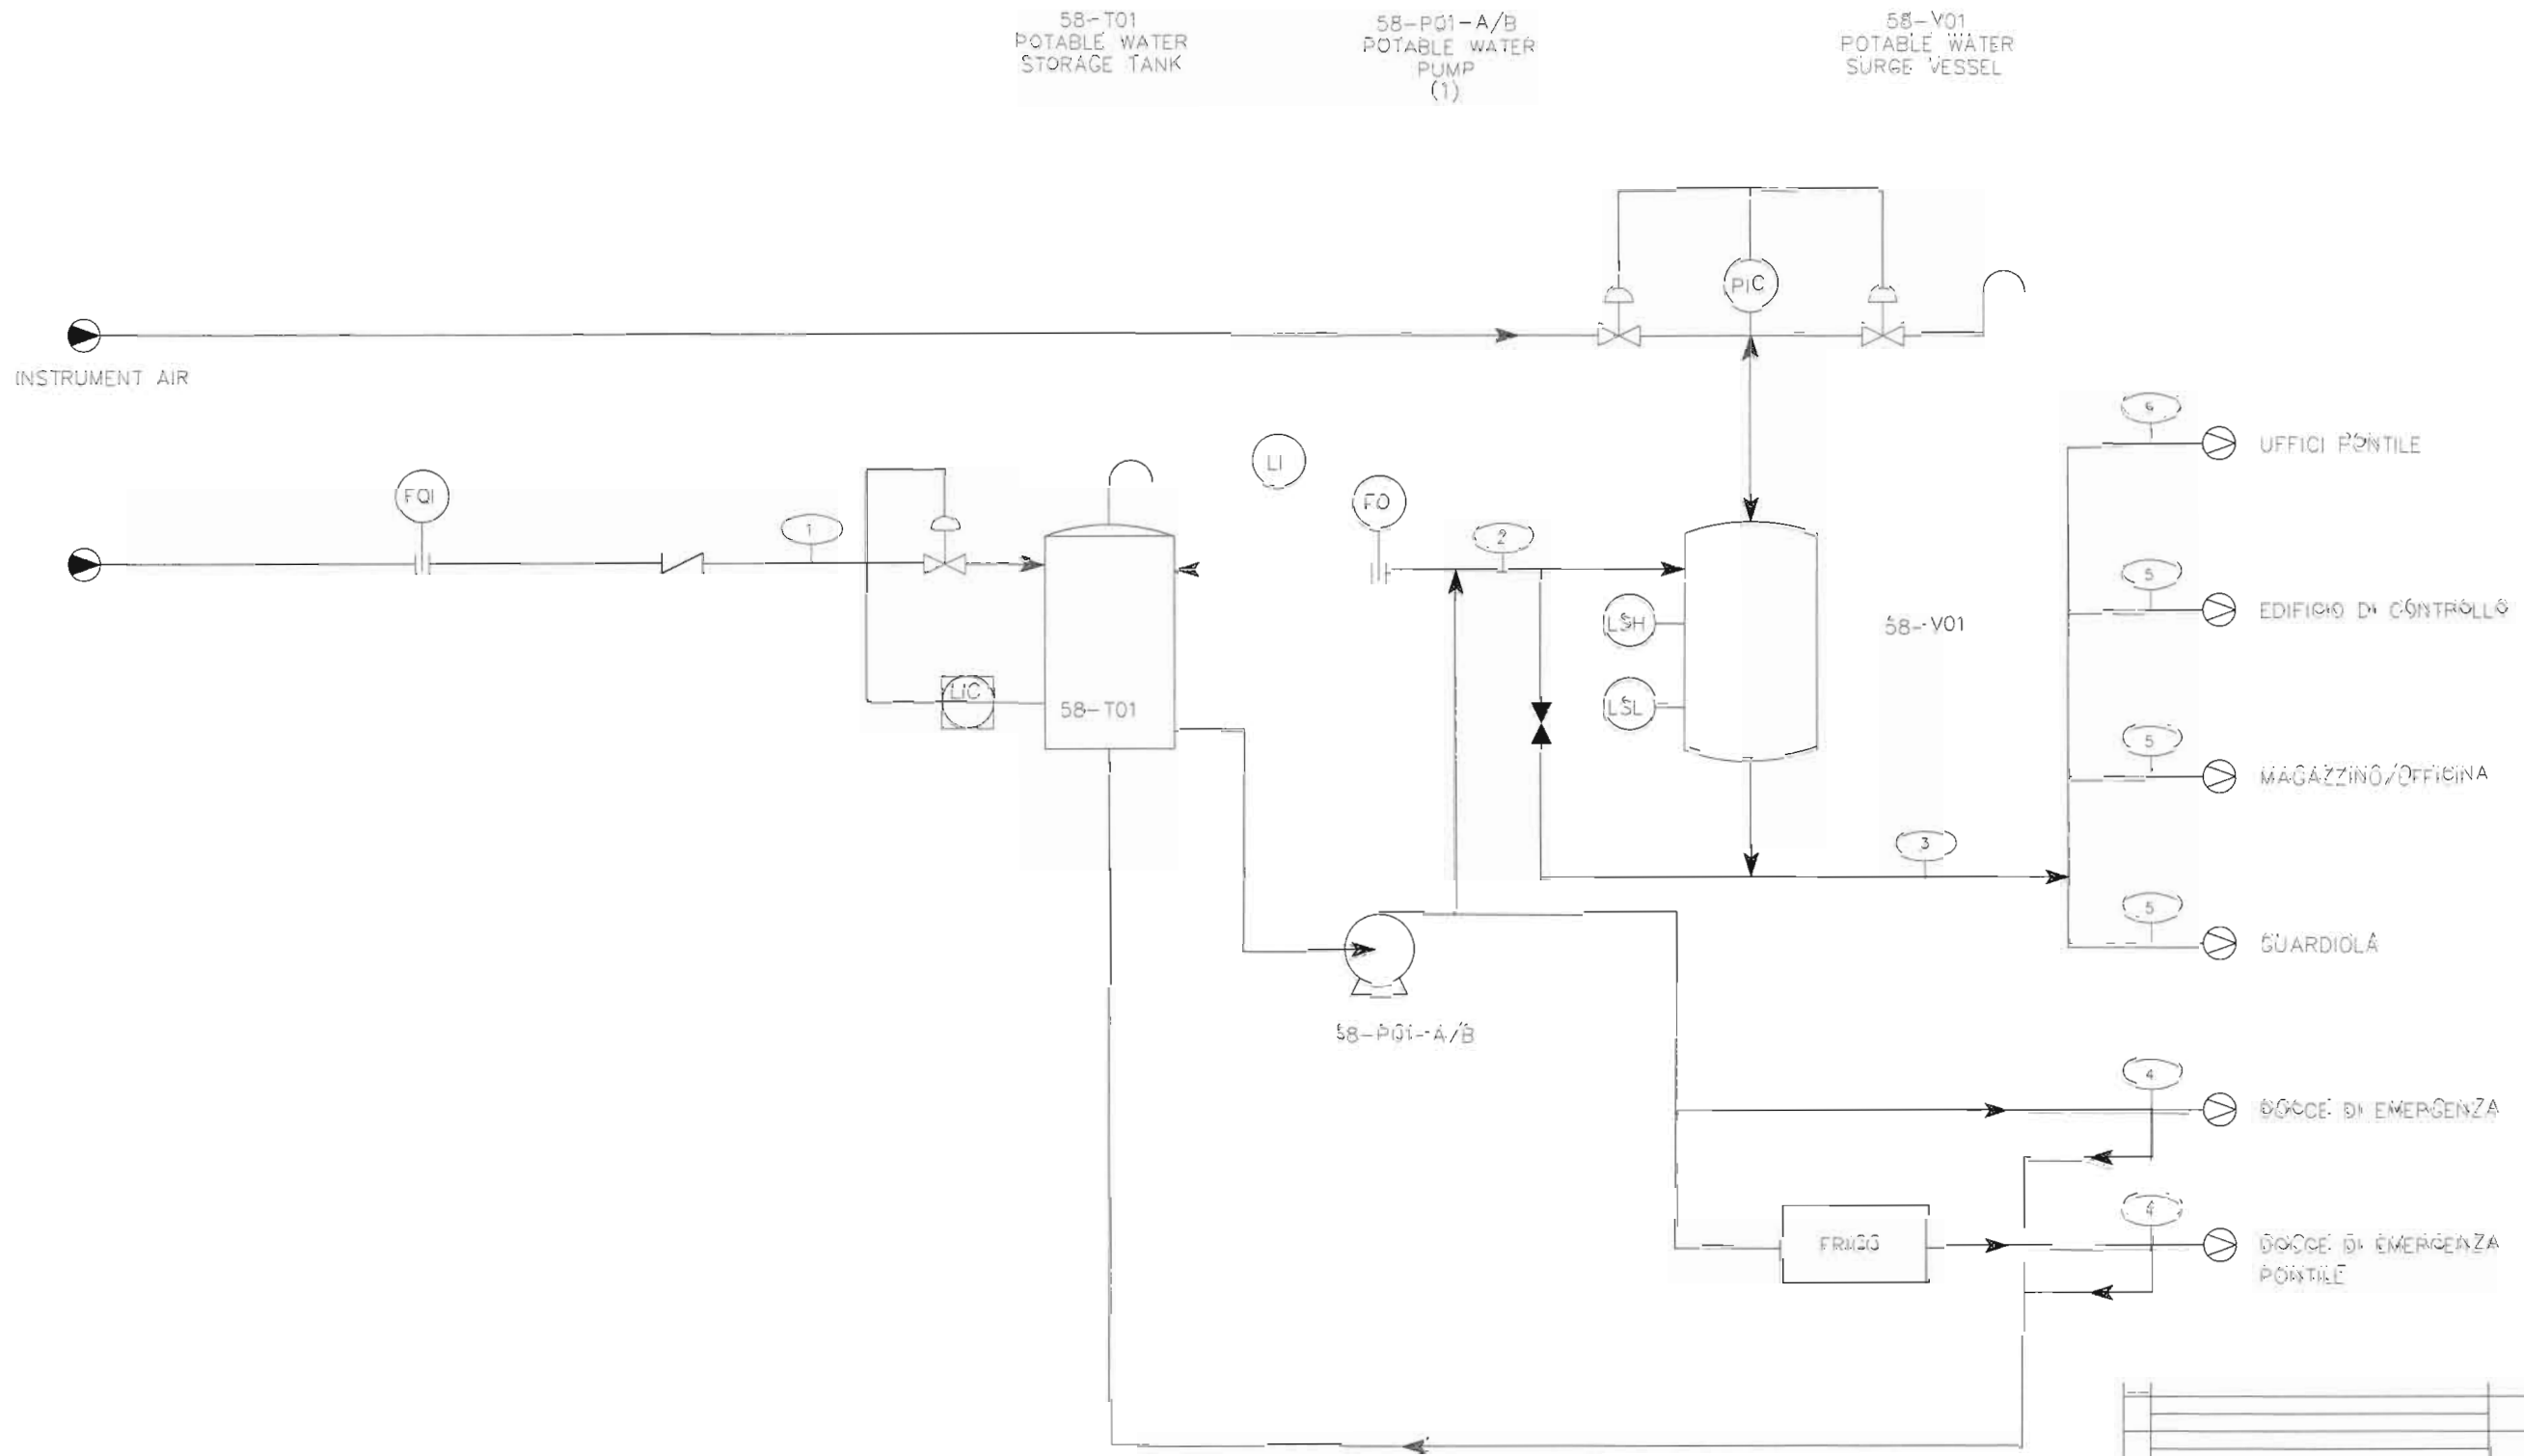 58-T01
POTABLE WATER
STORAGE TANK
58-P01-A/B
POTABLE WATER
PUMP
(1)
58-V01
POTABLE WATER
SURGE VESSEL
PIC
INSTRUMENT AIR
6
UFFICI PONTILE
LI
FQI
FO
1
2
5
EDIFICIO DI CONTROLLO
LSH
58-V01
LIC
58-T01
LSL
5
MAGAZZINO/OFFICINA
3
5
GUARDIOLA
58-P01-A/B
4
DOCCE DI EMERGENZA
4
FRIGO
DOCCE DI EMERGENZA
PONTILE